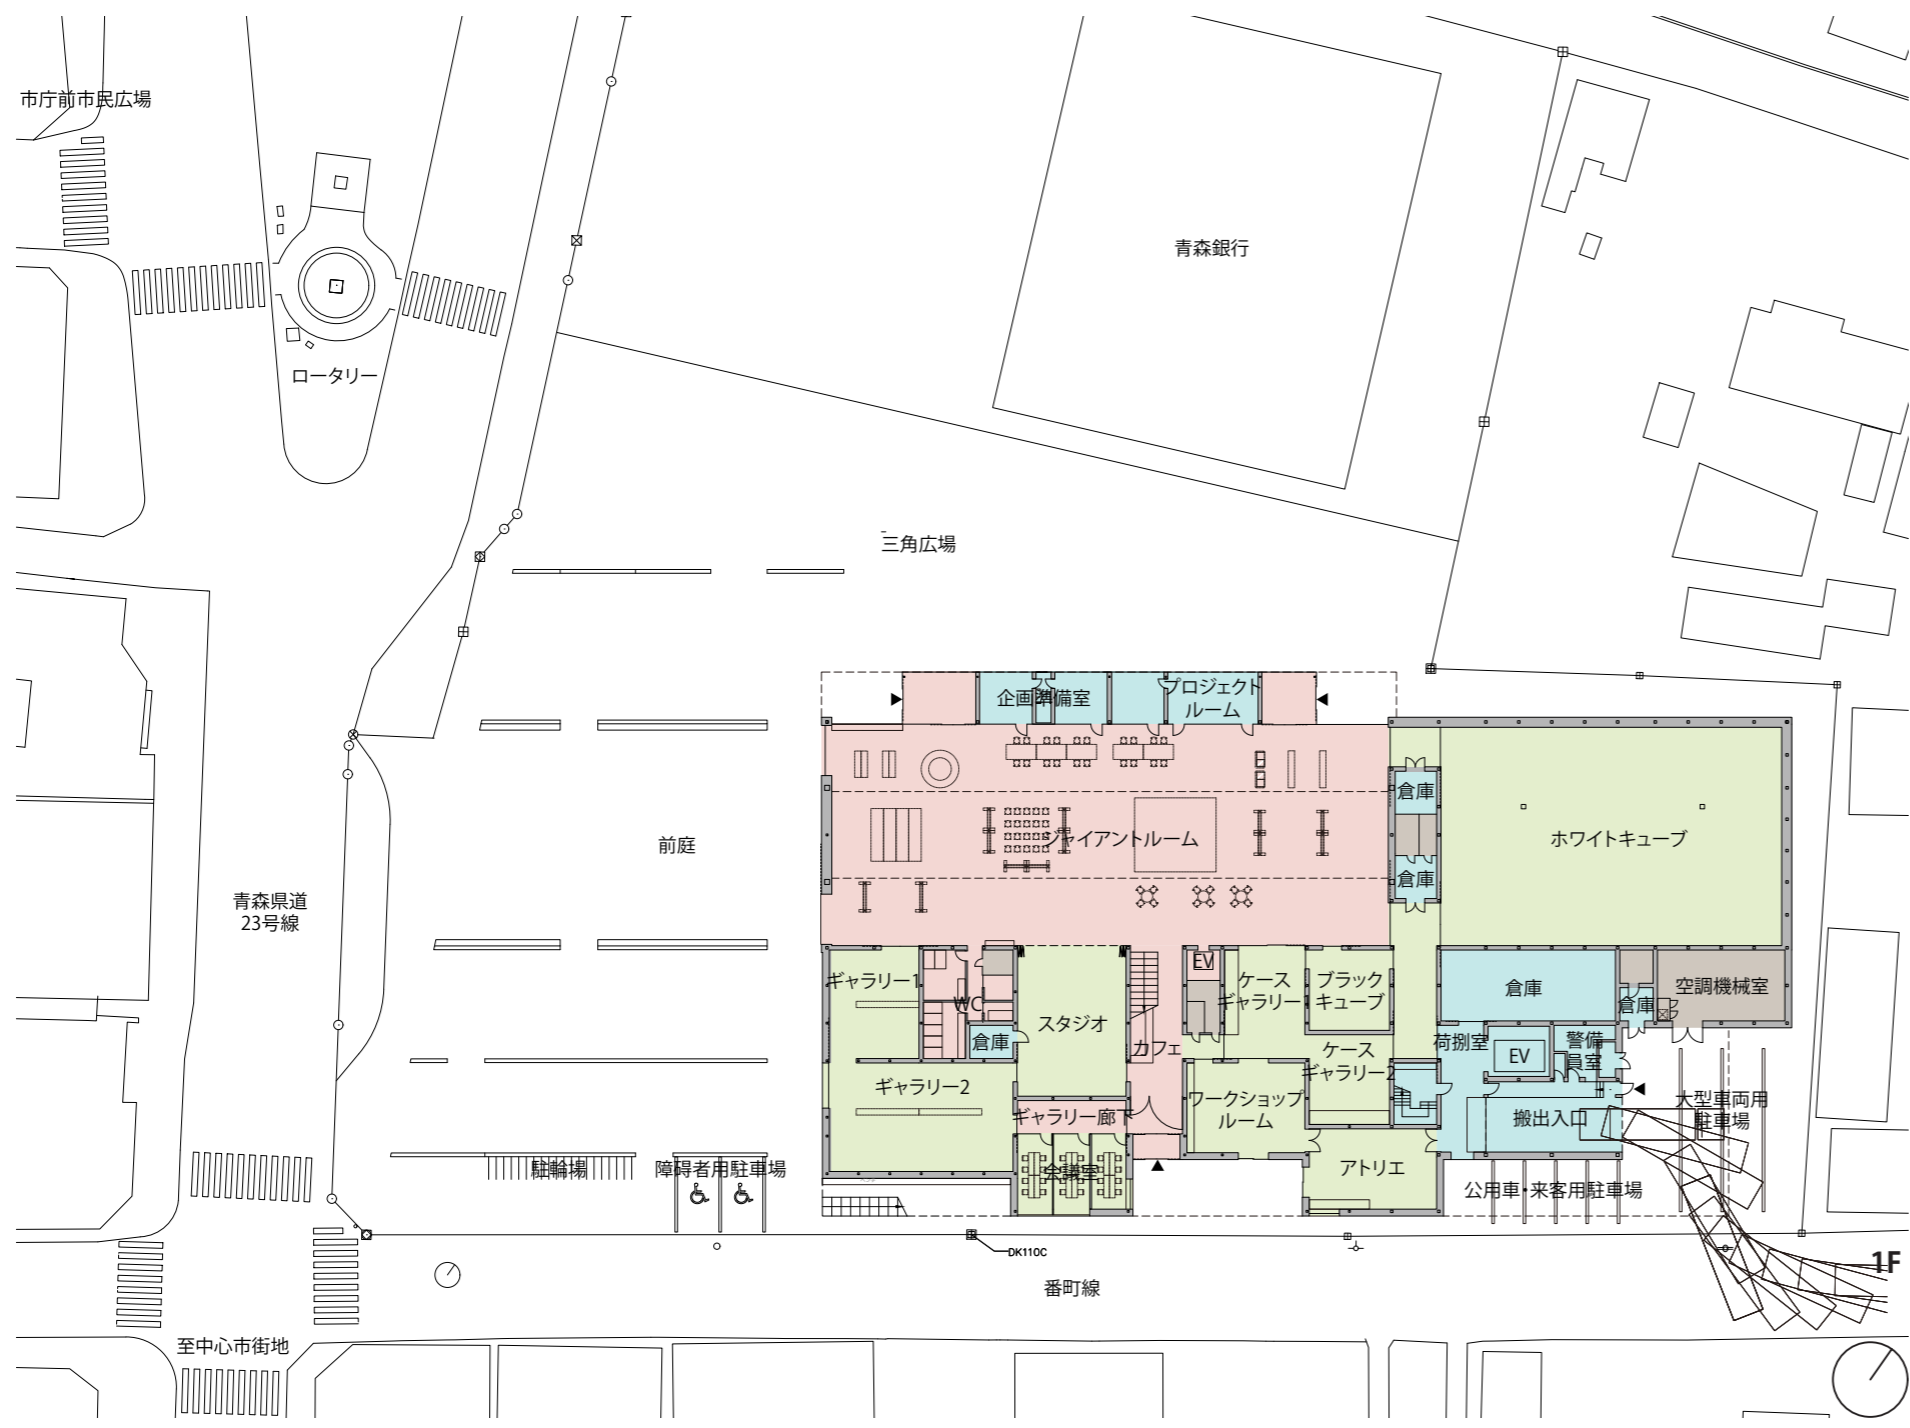 市庁前市民広場
青森銀行
ロータリー
三角広場
企画準備室
プロジェクト
ルーム
倉庫
ジャイアントルーム
ホワイトキューブ
前庭
倉庫
青森県道
23号線
ギャラリー1
WC
倉庫
スタジオ
カフェ
EV
ケース
ギャラリー1
ブラック
キューブ
倉庫
倉庫
空調機械室
荷捌室
EV
警備
員室
ケース
ギャラリー2
ギャラリー2
ギャラリー廊下
ワークショップ
ルーム
搬出入口
大型車両用
駐車場
駐輪場
障碍者用駐車場
会議室
アトリエ
公用車・来客用駐車場
DK110C
番町線
1F
至中心市街地